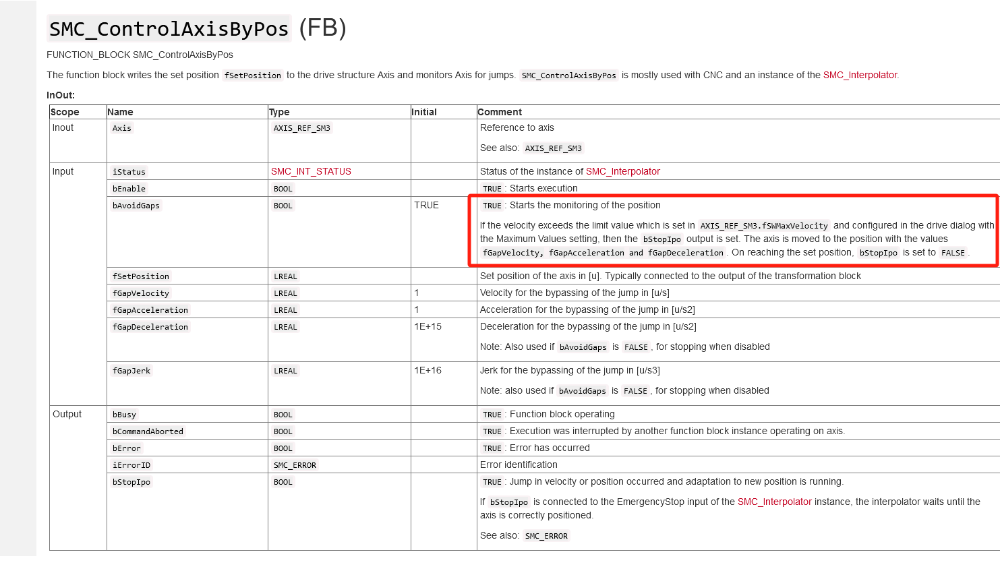 SMC_ControlAxisByPos (FB)
FUNCTION_BLOCK SMC_ControlAxisByPos
The function block writes the set position fSetPosition to the drive structure Axis and monitors Axis for jumps. SMC_ControlAxisByPos is mostly used with CNC and an instance of the SMC_Interpolator.
InOut:
Scope Name Type Initial Comment
Inout Axis AXIS_REF_SM3 Reference to axis
See also: AXIS_REF_SM3
Input iStatus SMC_INT_STATUS Status of the instance of SMC_Interpolator
bEnable BOOL TRUE: Starts execution
bAvoidGaps BOOL TRUE TRUE: Starts the monitoring of the position
If the velocity exceeds the limit value which is set in AXIS_REF_SM3.fSWMaxVelocity and configured in the drive dialog with
the Maximum Values setting, then the bStopIpo output is set. The axis is moved to the position with the values
fGapVelocity, fGapAcceleration and fGapDeceleration. On reaching the set position, bStopIpo is set to FALSE.
fSetPosition LREAL Set position of the axis in [u]. Typically connected to the output of the transformation block
fGapVelocity LREAL 1 Velocity for the bypassing of the jump in [u/s]
fGapAcceleration LREAL 1 Acceleration for the bypassing of the jump in [u/s2]
fGapDeceleration LREAL 1E+15 Deceleration for the bypassing of the jump in [u/s2]
Note: Also used if bAvoidGaps is FALSE, for stopping when disabled
fGapJerk LREAL 1E+16 Jerk for the bypassing of the jump in [u/s3]
Note: also used if bAvoidGaps is FALSE, for stopping when disabled
Output bBusy BOOL TRUE: Function block operating
bCommandAborted BOOL TRUE: Execution was interrupted by another function block instance operating on axis.
bError BOOL TRUE: Error has occurred
iErrorID SMC_ERROR Error identification
bStopIpo BOOL TRUE: Jump in velocity or position occurred and adaptation to new position is running.
If bStopIpo is connected to the EmergencyStop input of the SMC_Interpolator instance, the interpolator waits until the
axis is correctly positioned.
See also: SMC_ERROR